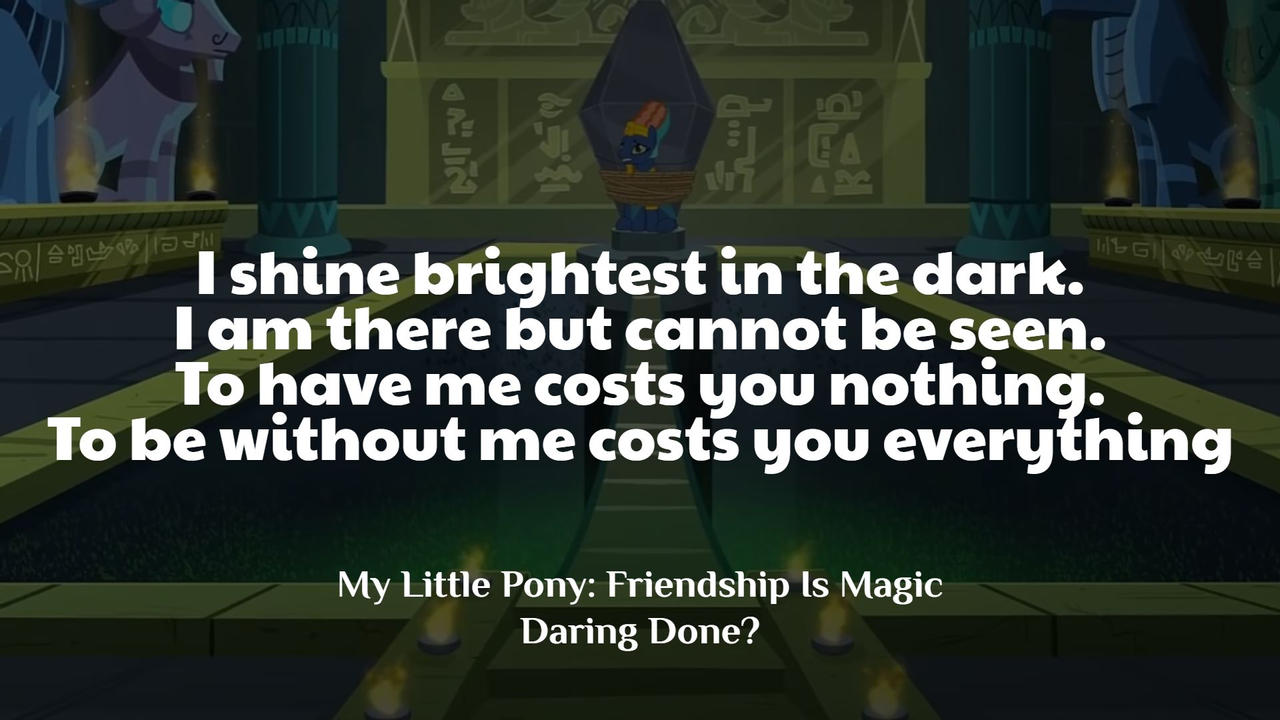 I shine brightest in the dark.
I am there but cannot be seen.
To have me costs you nothing.
To be without me costs you everything
My Little Pony: Friendship Is Magic
Daring Done?